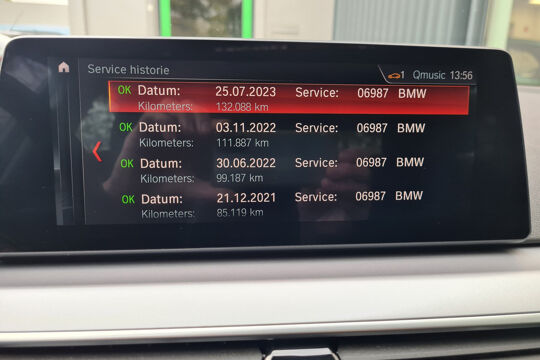 Service historie
1 Qmusic 13:56
OK Datum: 25.07.2023 Service: 06987 BMW
Kilometers: 132.088 km
OK Datum: 03.11.2022 Service: 06987 BMW
Kilometers: 111.887 km
OK Datum: 30.06.2022 Service: 06987 BMW
Kilometers: 99.187 km
OK Datum: 21.12.2021 Service: 06987 BMW
Kilometers: 85.119 km